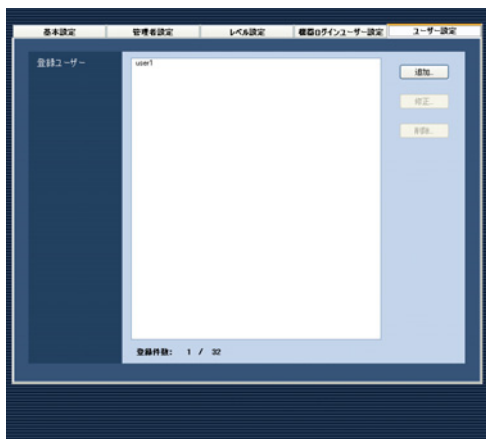 基本設定
管理者設定
レベル設定
機器ログインユーザー設定
ユーザー設定
登録ユーザー
user1
追加...
修正...
削除...
登録件数: 1 / 32